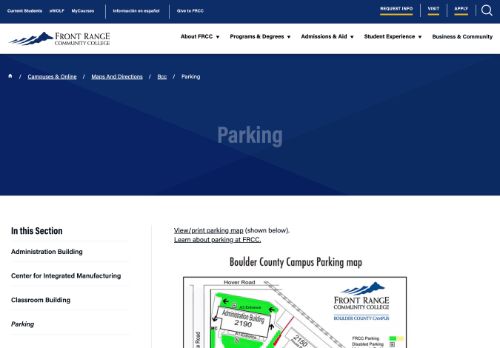 Current Students eWOLF MyCourses Información en español Give to FRCC REQUEST INFO VISIT APPLY
FRONT RANGE
COMMUNITY COLLEGE
About FRCC Programs & Degrees Admissions & Aid Student Experience Business & Community
/ Campuses & Online / Maps And Directions / Bcc / Parking
Parking
In this Section
Administration Building
Center for Integrated Manufacturing
Classroom Building
Parking
View/print parking map (shown below).
Learn about parking at FRCC.
Boulder County Campus Parking map
Hover Road
FRONT RANGE
COMMUNITY COLLEGE
BOULDER COUNTY CAMPUS
Administration Building
2190
2150
FRCC Parking
Disabled Parking